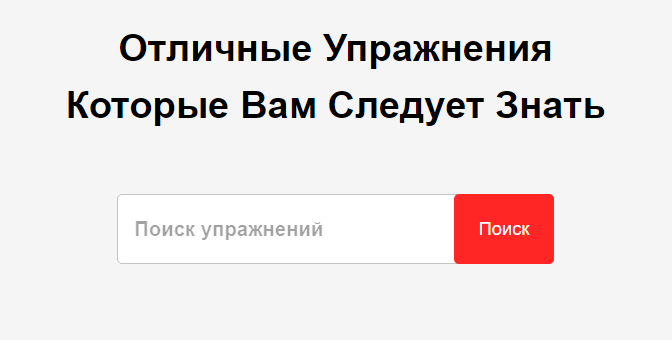 Отличные Упражнения
Которые Вам Следует Знать
Поиск упражнений
Поиск